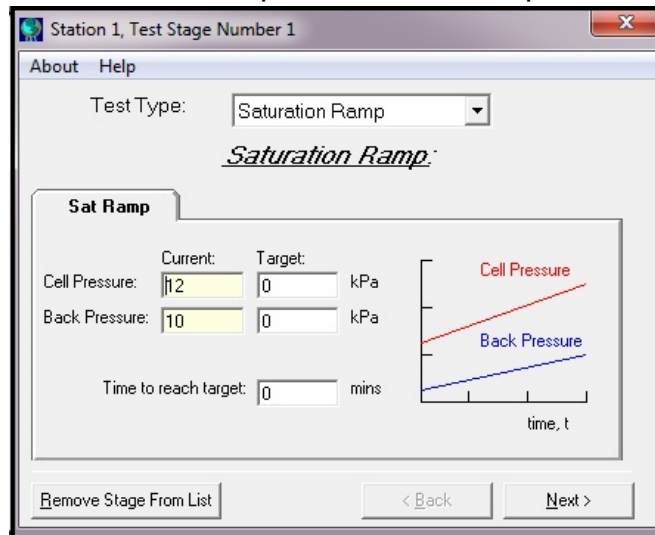 Station 1, Test Stage Number 1
About Help
Test Type: Saturation Ramp
Saturation Ramp:
Sat Ramp
Current: Target:
Cell Pressure: 12 0 kPa
Back Pressure: 10 0 kPa
Time to reach target: 0 mins
Cell Pressure
Back Pressure
time, t
Remove Stage From List < Back Next >